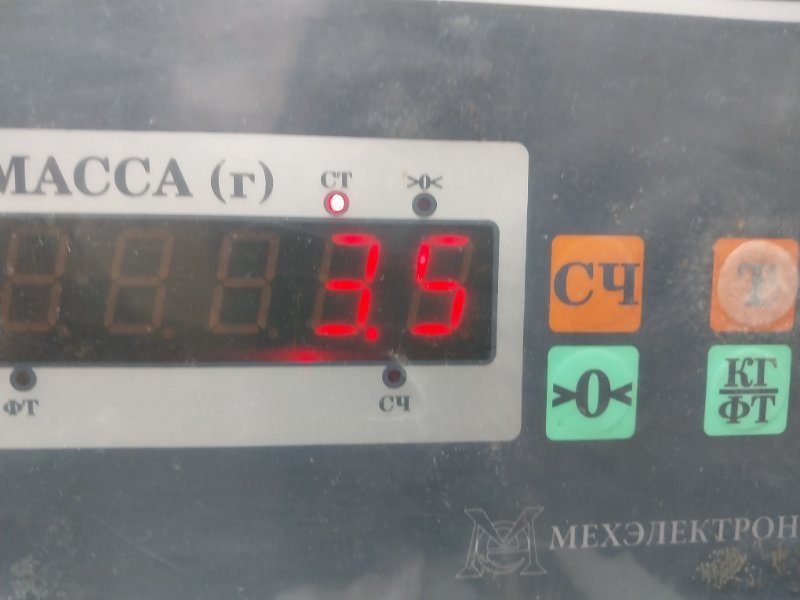 МАССА (г)
СТ
>0<
3.5
ФТ
СЧ
СЧ
Т
>0<
КГ
ФТ
МЕХЭЛЕКТРОН